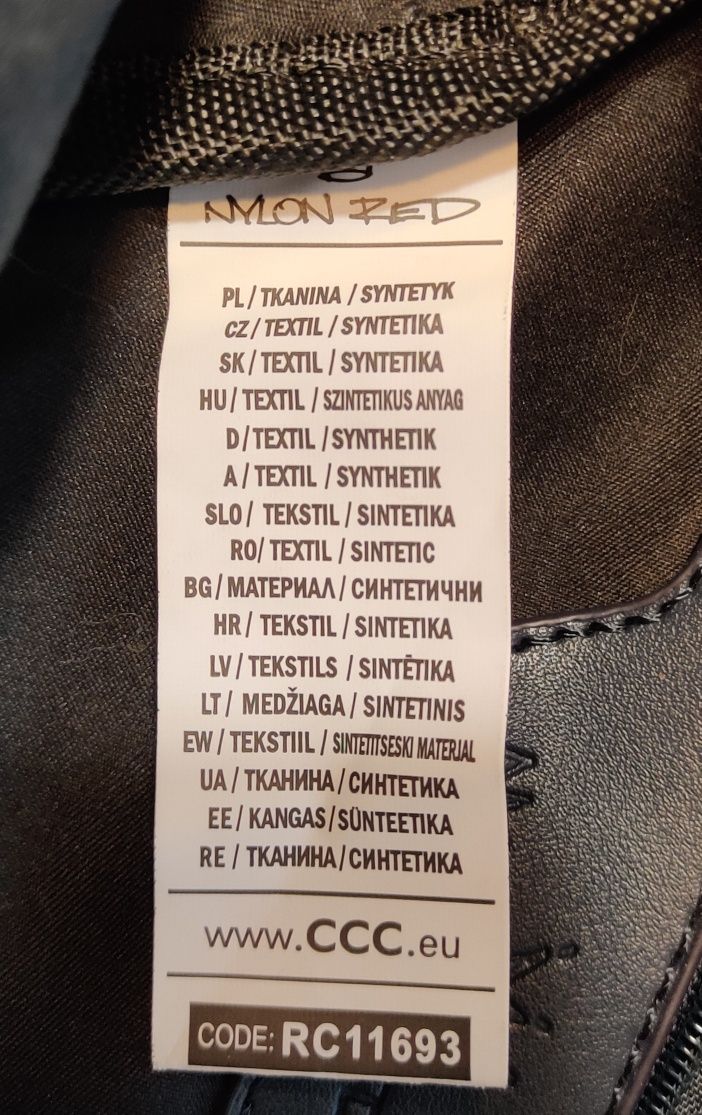 NYLON RED
PL / TKANINA / SYNTETYK
CZ / TEXTIL / SYNTETIKA
SK / TEXTIL / SYNTETIKA
HU / TEXTIL / SZINTETIKUS ANYAG
D / TEXTIL / SYNTHETIK
A / TEXTIL / SYNTHETIK
SLO / TEKSTIL / SINTETIKA
RO / TEXTIL / SINTETIC
BG / МАТЕРИАЛ / СИНТЕТИЧНИ
HR / TEKSTIL / SINTETIKA
LV / TEKSTILS / SINTĒTIKA
LT / MEDŽIAGA / SINTETINIS
EW / TEKSTIIL / SINTETITSESKI MATERJAL
UA / ТКАНИНА / СИНТЕТИКА
EE / KANGAS / SÜNTEETIKA
RE / ТКАНИНА / СИНТЕТИКА
www.CCC.eu
CODE: RC11693